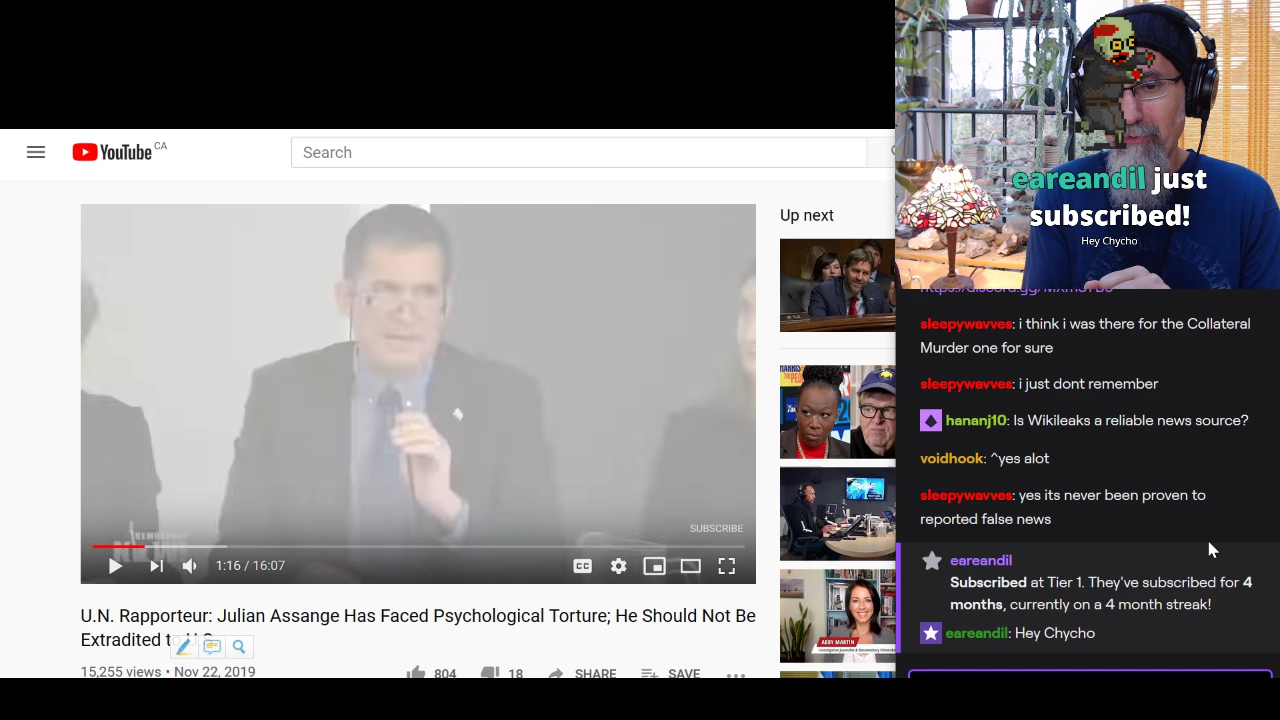 YouTube CA
Search
Up next
SUBSCRIBE
1:16 / 16:07
CC
U.N. Rapporteur: Julian Assange Has Faced Psychological Torture; He Should Not Be
Extradited
15,255 views • Nov 22, 2019
804
18
SHARE
SAVE
ABBY MARTIN
eareandil just
subscribed!
Hey Chycho
sleepywavves: i think i was there for the Collateral
Murder one for sure
sleepywavves: i just dont remember
hananj10: Is Wikileaks a reliable news source?
voidhook: ^yes alot
sleepywavves: yes its never been proven to
reported false news
eareandil
Subscribed at Tier 1. They've subscribed for 4
months, currently on a 4 month streak!
eareandil: Hey Chycho